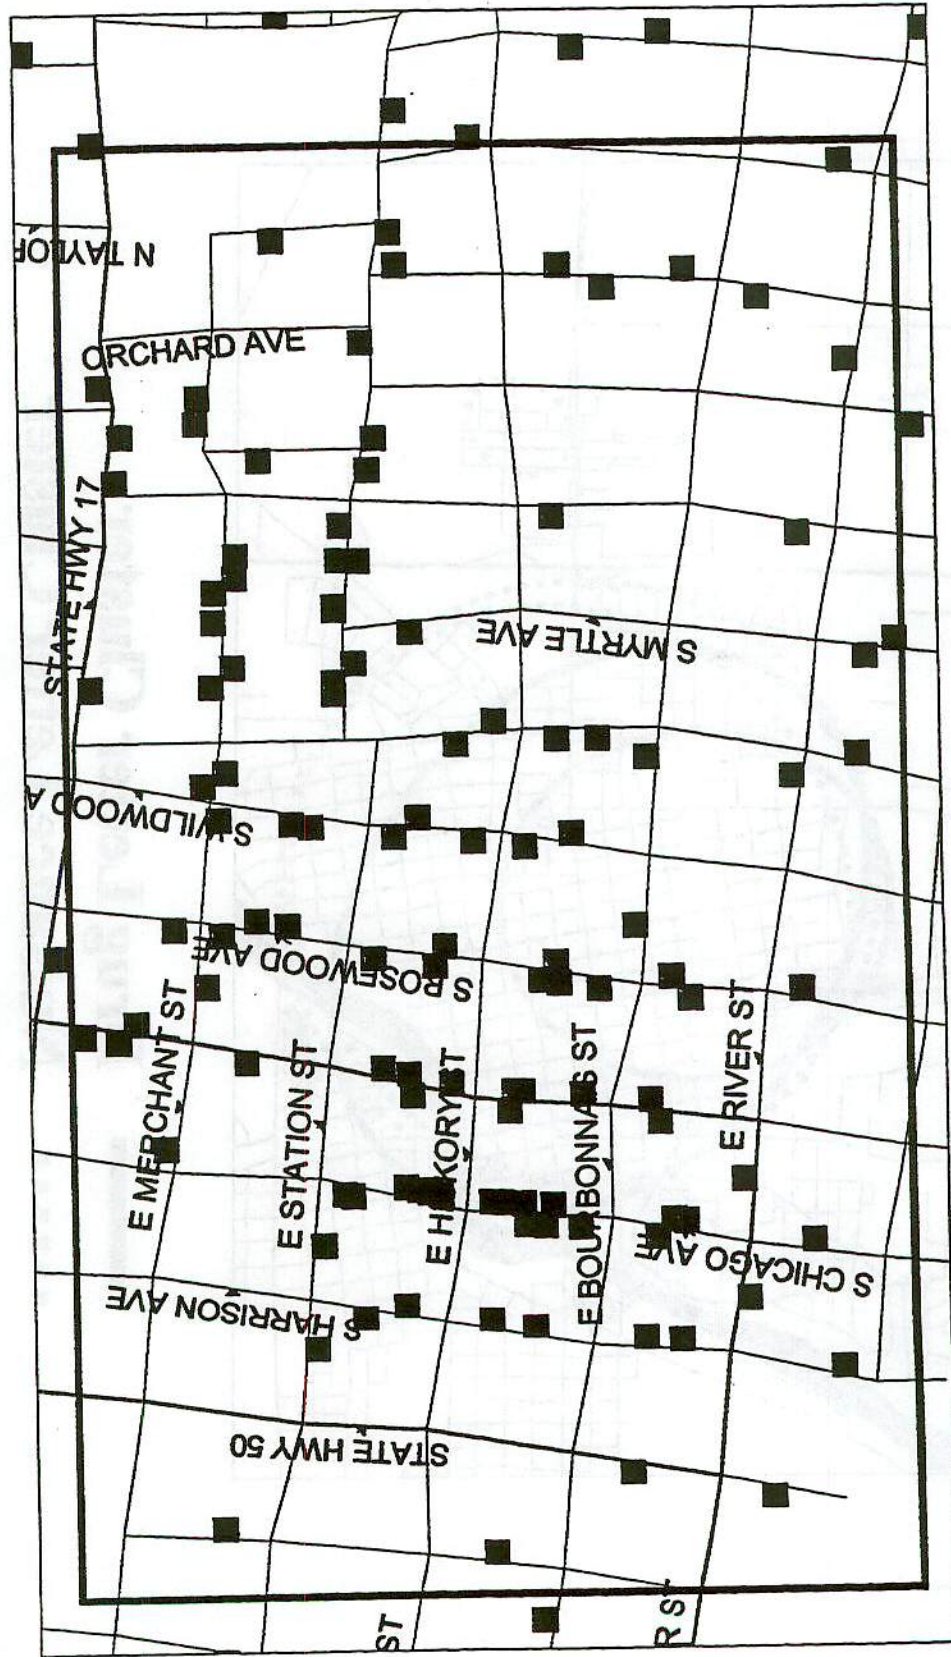 N TAYLOR
ORCHARD AVE
STATE HWY 17
S MYRTLE AVE
S WILDWOOD A
S ROSEWOOD AVE
E MERCHANT ST
E STATION ST
E HICKORY ST
E BOURBONNAIS ST
E RIVER ST
S CHICAGO AVE
S HARRISON AVE
STATE HWY 50
ST
R ST